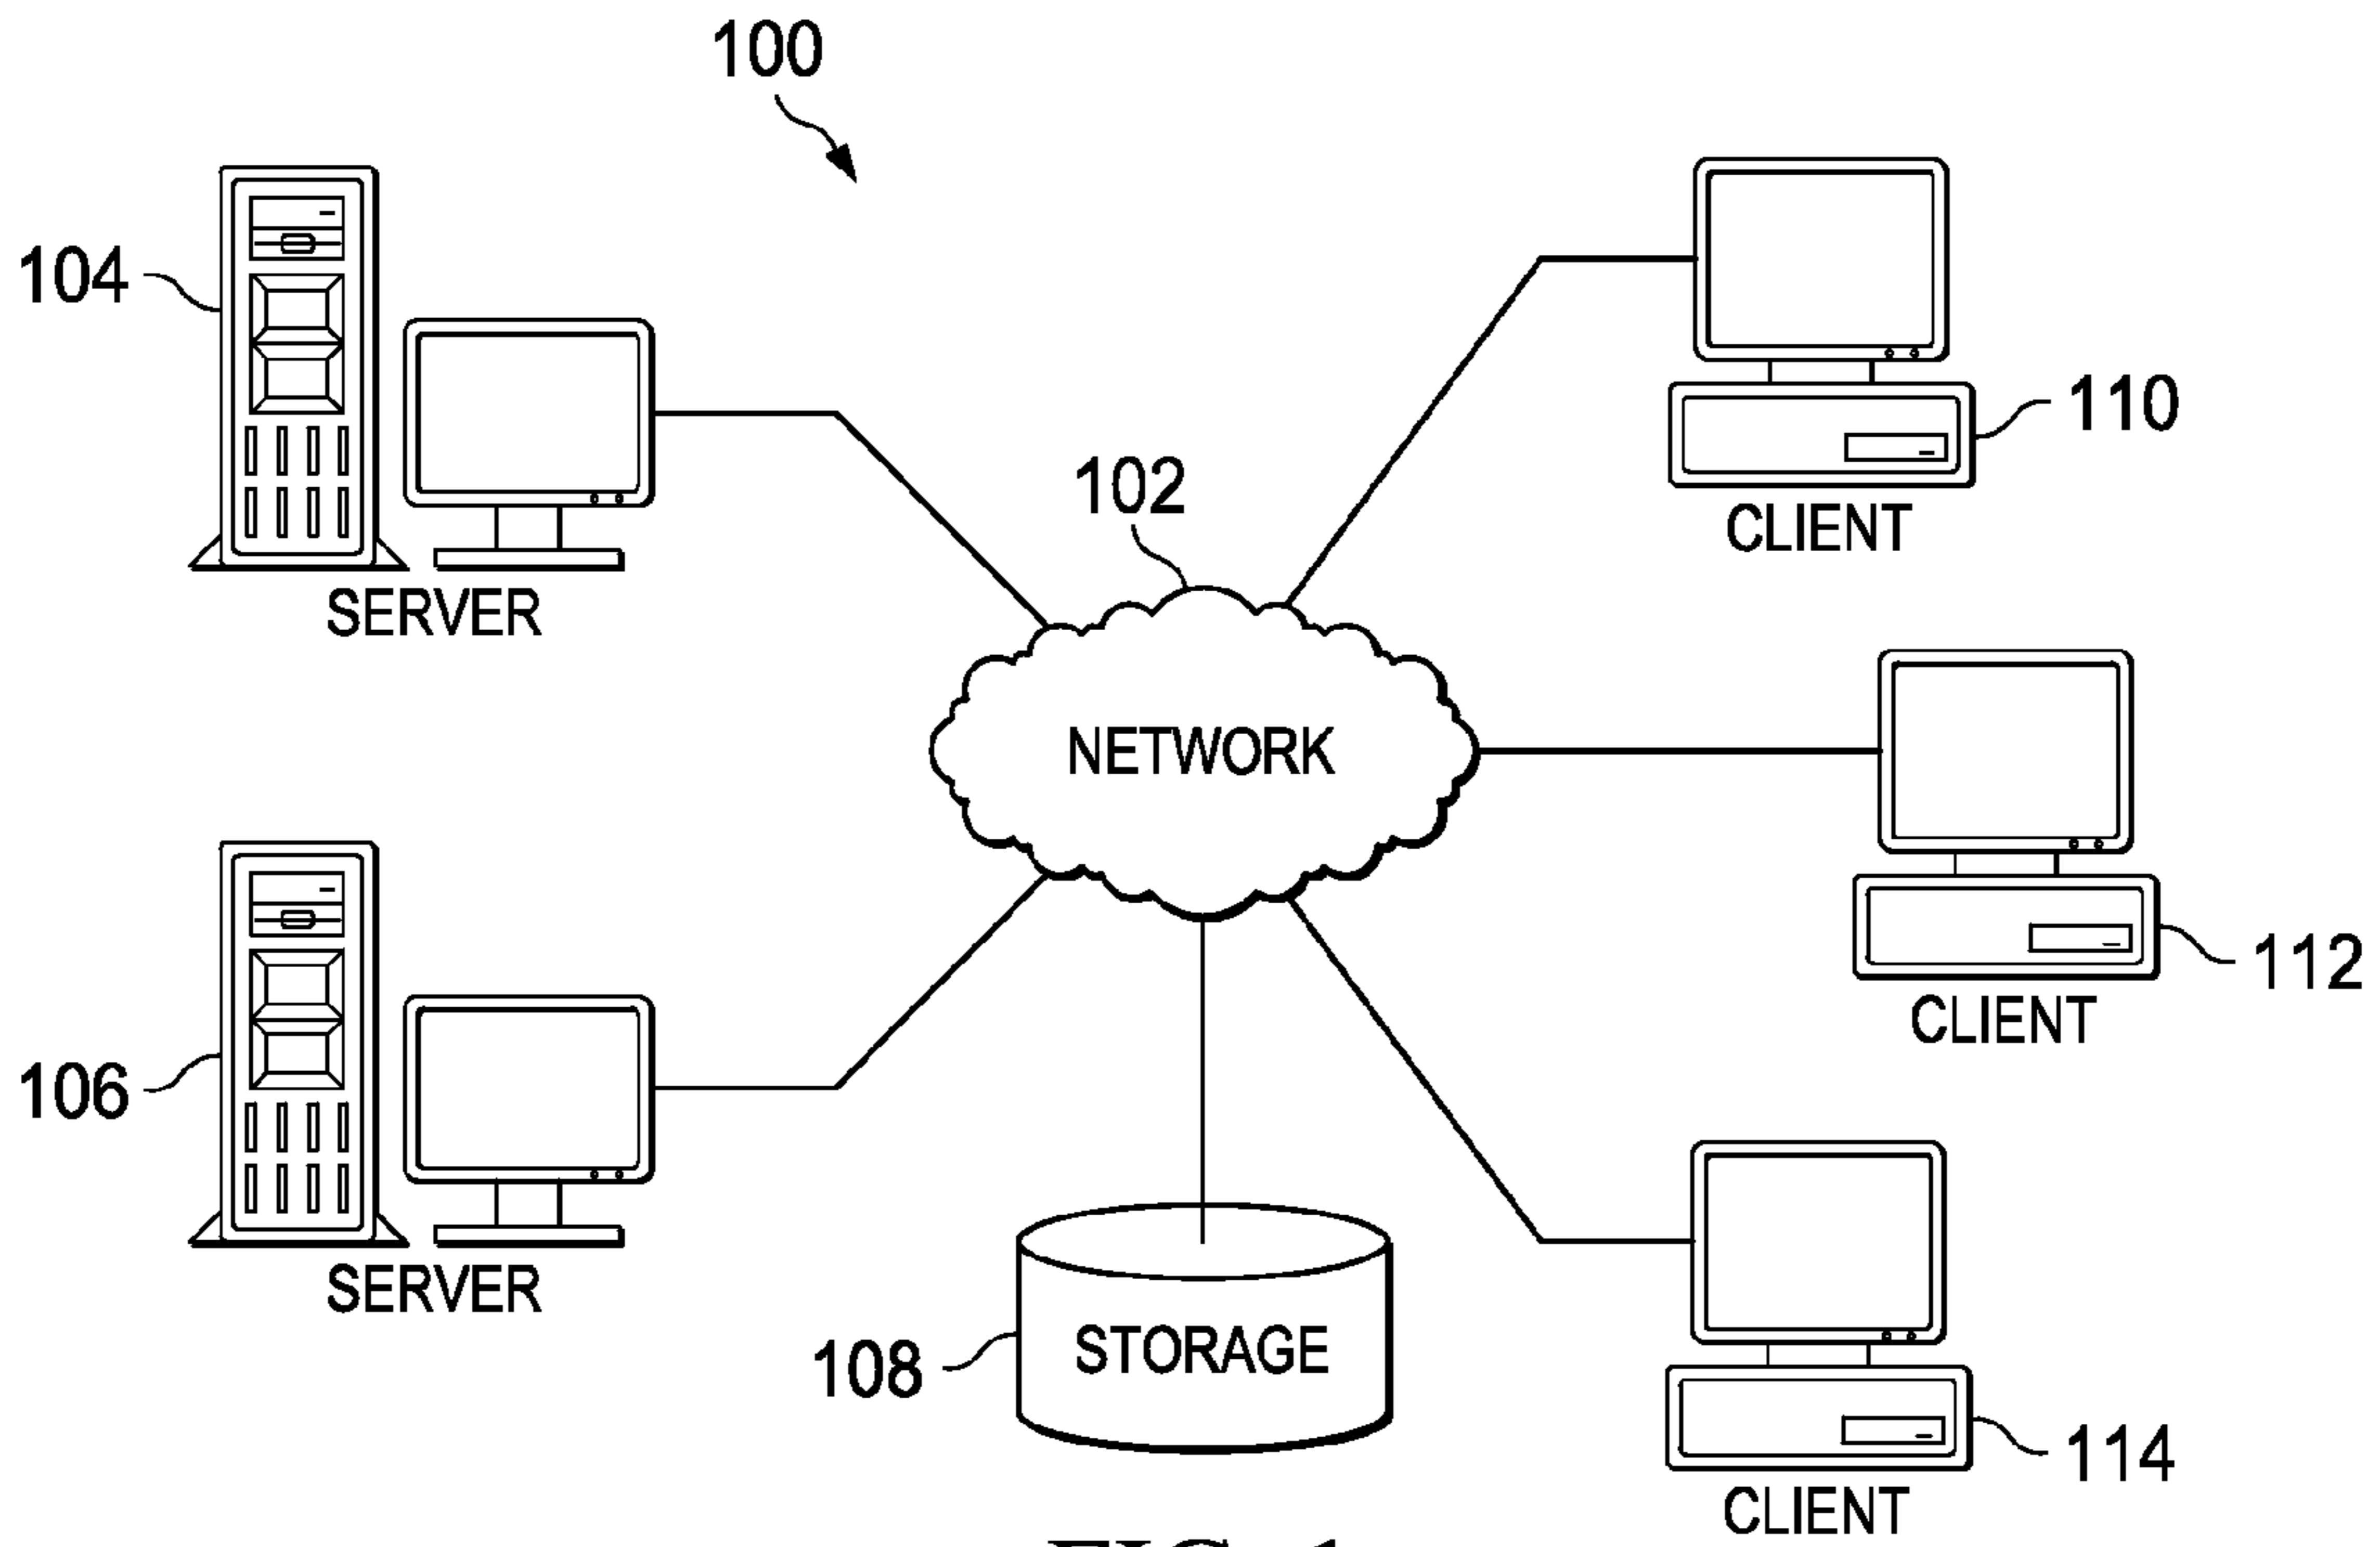 100
104
SERVER
110
CLIENT
102
NETWORK
112
CLIENT
106
SERVER
108
STORAGE
114
CLIENT